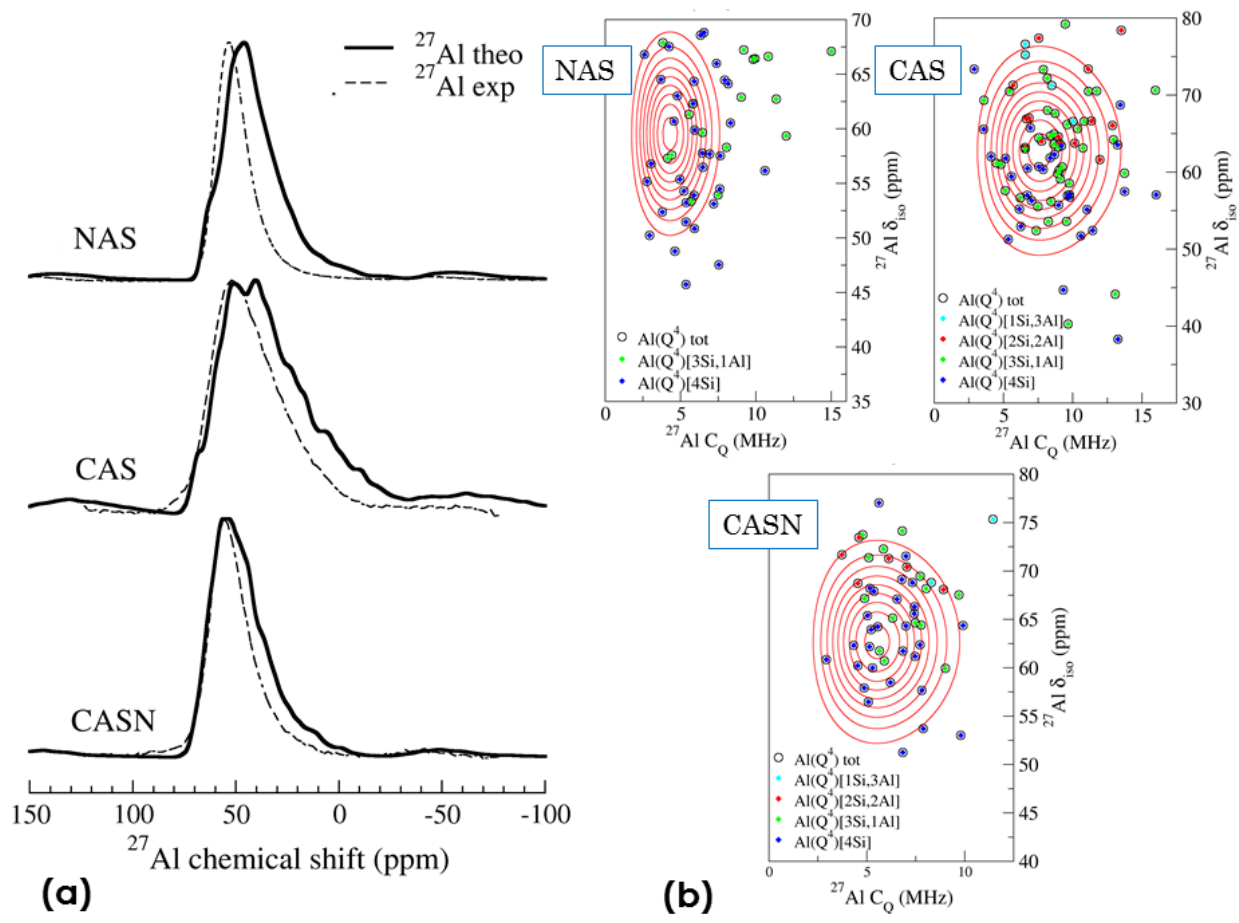 ²⁷Al theo
²⁷Al exp
NAS
CAS
CASN
150 100 50 0 -50 -100
²⁷Al chemical shift (ppm)
(a)
NAS
70
65
60
55
50
45
40
35
²⁷Al δiso (ppm)
Al(Q⁴) tot
Al(Q⁴)[3Si,1Al]
Al(Q⁴)[4Si]
0 5 10 15
²⁷Al CQ (MHz)
CAS
80
70
60
50
40
30
²⁷Al δiso (ppm)
Al(Q⁴) tot
Al(Q⁴)[1Si,3Al]
Al(Q⁴)[2Si,2Al]
Al(Q⁴)[3Si,1Al]
Al(Q⁴)[4Si]
0 5 10 15
²⁷Al CQ (MHz)
CASN
80
75
70
65
60
55
50
45
40
²⁷Al δiso (ppm)
Al(Q⁴) tot
Al(Q⁴)[1Si,3Al]
Al(Q⁴)[2Si,2Al]
Al(Q⁴)[3Si,1Al]
Al(Q⁴)[4Si]
0 5 10
²⁷Al CQ (MHz)
(b)